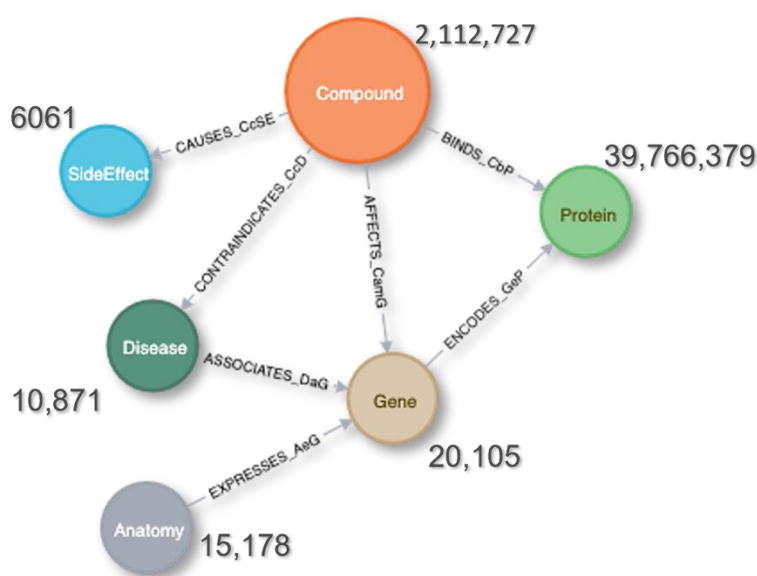 2,112,727
Compound
6061
CAUSES_CcSE
SideEffect
BINDS_CbP
39,766,379
Protein
CONTRAINDICATES_CcD
AFFECTS_CamG
ENCODES_GeP
Disease
ASSOCIATES_DaG
10,871
Gene
20,105
EXPRESSES_AeG
Anatomy
15,178